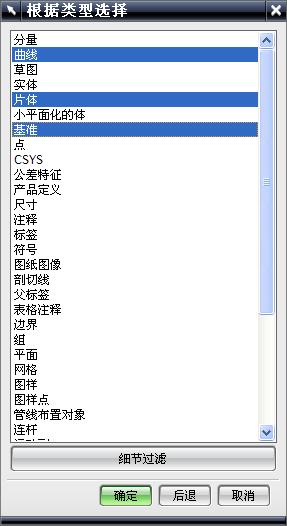 根据类型选择
分量
曲线
草图
实体
片体
小平面化的体
基准
点
CSYS
公差特征
产品定义
尺寸
注释
标签
符号
图纸图像
剖切线
父标签
表格注释
边界
组
平面
网格
图样
图样点
管线布置对象
连杆
细节过滤
确定 后退 取消